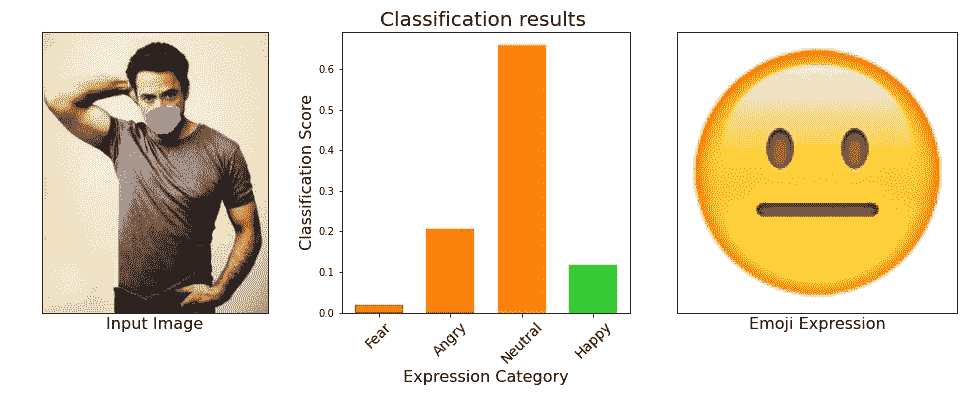 Classification results
Classification Score
0.6
0.5
0.4
0.3
0.2
0.1
0.0
Fear
Angry
Neutral
Happy
Expression Category
Input Image
Emoji Expression